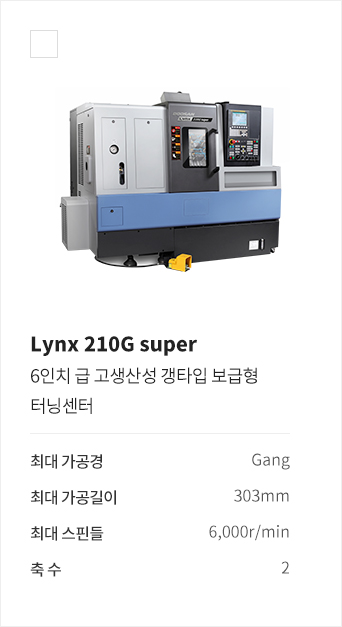 Lynx 210G super
6인치 급 고생산성 갱타입 보급형
터닝센터
최대 가공경 Gang
최대 가공길이 303mm
최대 스핀들 6,000r/min
축 수 2